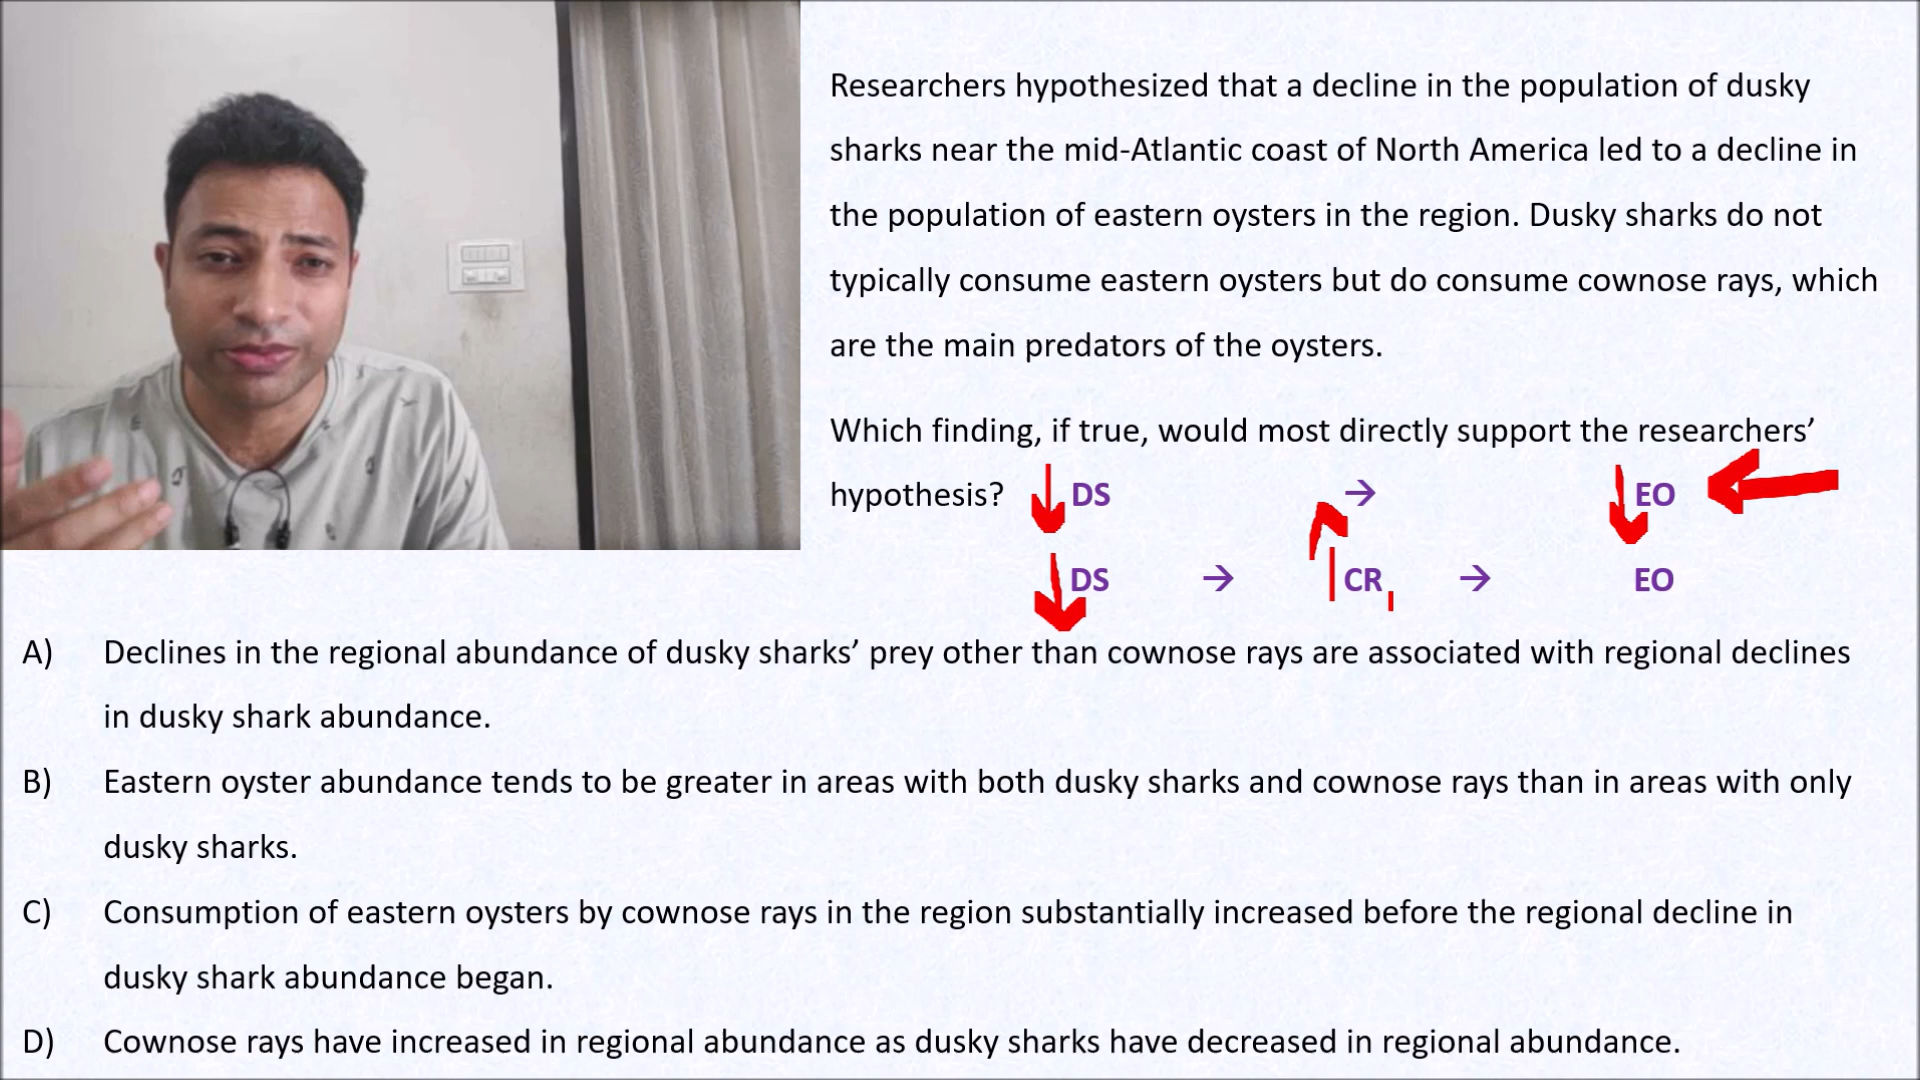 Researchers hypothesized that a decline in the population of dusky
sharks near the mid-Atlantic coast of North America led to a decline in
the population of eastern oysters in the region. Dusky sharks do not
typically consume eastern oysters but do consume cownose rays, which
are the main predators of the oysters.
Which finding, if true, would most directly support the researchers’
hypothesis? DS → EO
DS → CR → EO
A) Declines in the regional abundance of dusky sharks’ prey other than cownose rays are associated with regional declines
in dusky shark abundance.
B) Eastern oyster abundance tends to be greater in areas with both dusky sharks and cownose rays than in areas with only
dusky sharks.
C) Consumption of eastern oysters by cownose rays in the region substantially increased before the regional decline in
dusky shark abundance began.
D) Cownose rays have increased in regional abundance as dusky sharks have decreased in regional abundance.